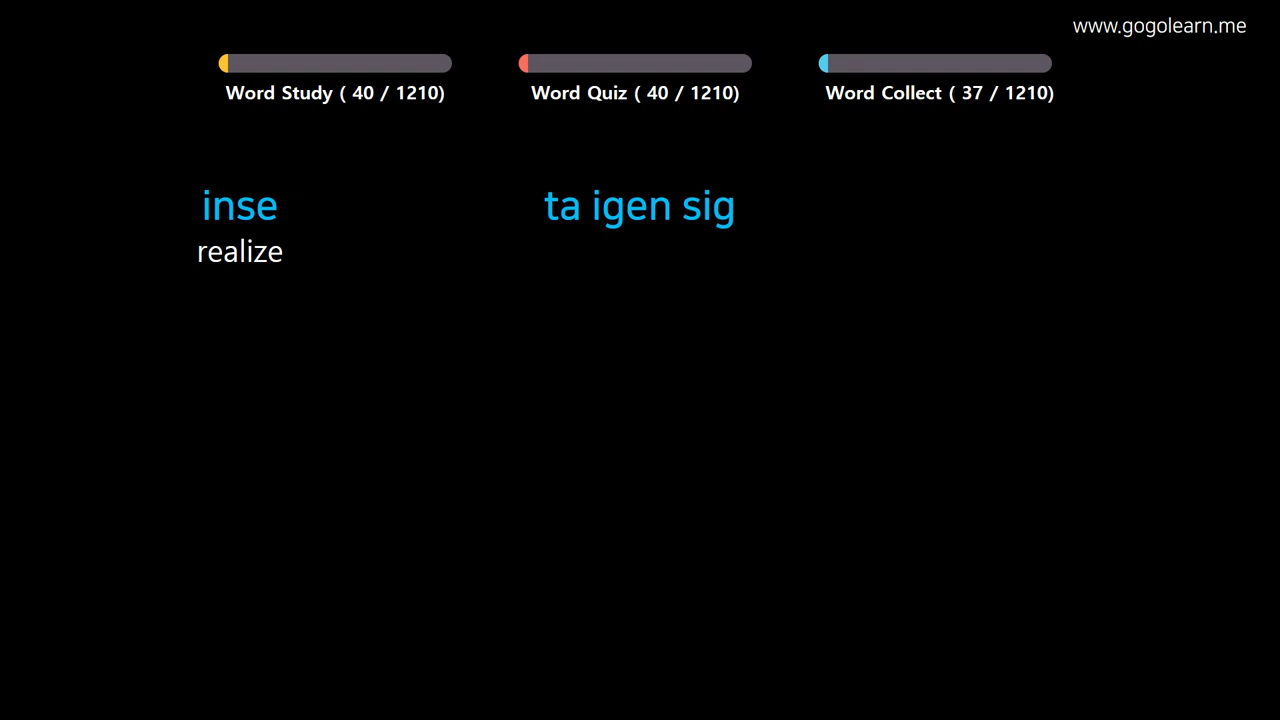 www.gogolearn.me
Word Study ( 40 / 1210)
Word Quiz ( 40 / 1210)
Word Collect ( 37 / 1210)
inse
ta igen sig
realize